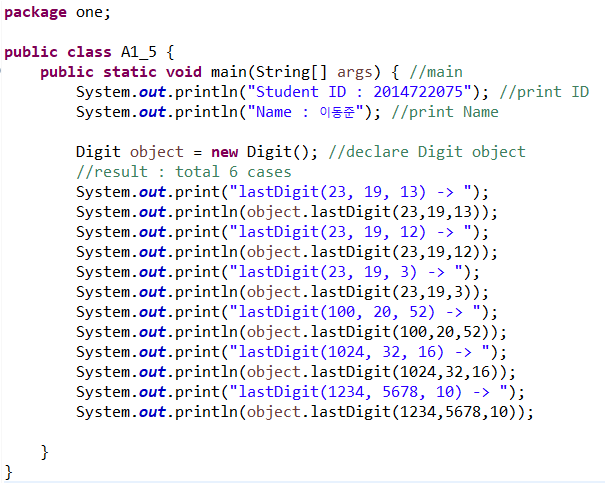 package one;
public class A1_5 {
public static void main(String[] args) { //main
System.out.println("Student ID : 2014722075"); //print ID
System.out.println("Name : 이동준"); //print Name
Digit object = new Digit(); //declare Digit object
//result : total 6 cases
System.out.print("lastDigit(23, 19, 13) -> ");
System.out.println(object.lastDigit(23,19,13));
System.out.print("lastDigit(23, 19, 12) -> ");
System.out.println(object.lastDigit(23,19,12));
System.out.print("lastDigit(23, 19, 3) -> ");
System.out.println(object.lastDigit(23,19,3));
System.out.print("lastDigit(100, 20, 52) -> ");
System.out.println(object.lastDigit(100,20,52));
System.out.print("lastDigit(1024, 32, 16) -> ");
System.out.println(object.lastDigit(1024,32,16));
System.out.print("lastDigit(1234, 5678, 10) -> ");
System.out.println(object.lastDigit(1234,5678,10));
}
}